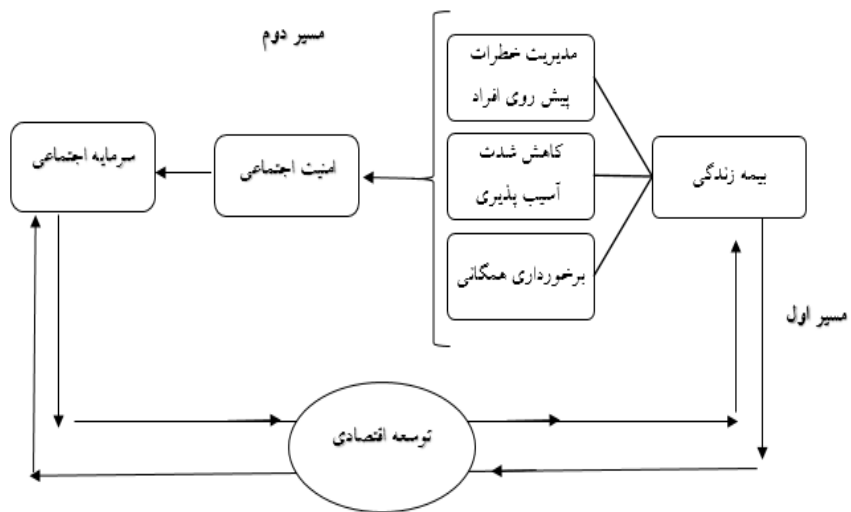 مسیر دوم
مدیریت خطرات
پیش روی افراد
کاهش شدت
آسیب پذیری
برخورداری همگانی
بیمه زندگی
امنیت اجتماعی
سرمایه اجتماعی
مسیر اول
توسعه اقتصادی